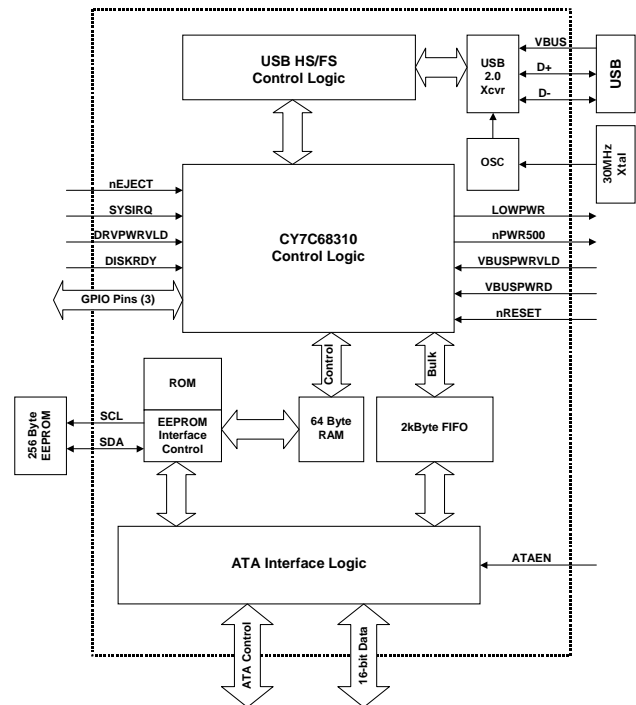 USB HS/FS
Control Logic
USB
2.0
Xcvr
VBUS
D+
D-
USB
OSC
30MHz
Xtal
nEJECT
SYSIRQ
DRVPWRVLD
DISKRDY
GPIO Pins (3)
CY7C68310
Control Logic
LOWPWR
nPWR500
VBUSPWRVLD
VBUSPWRD
nRESET
Control
Bulk
ROM
256 Byte
EEPROM
SCL
SDA
EEPROM
Interface
Control
64 Byte
RAM
2kByte FIFO
ATA Interface Logic
ATAEN
ATA Control
16-bit Data